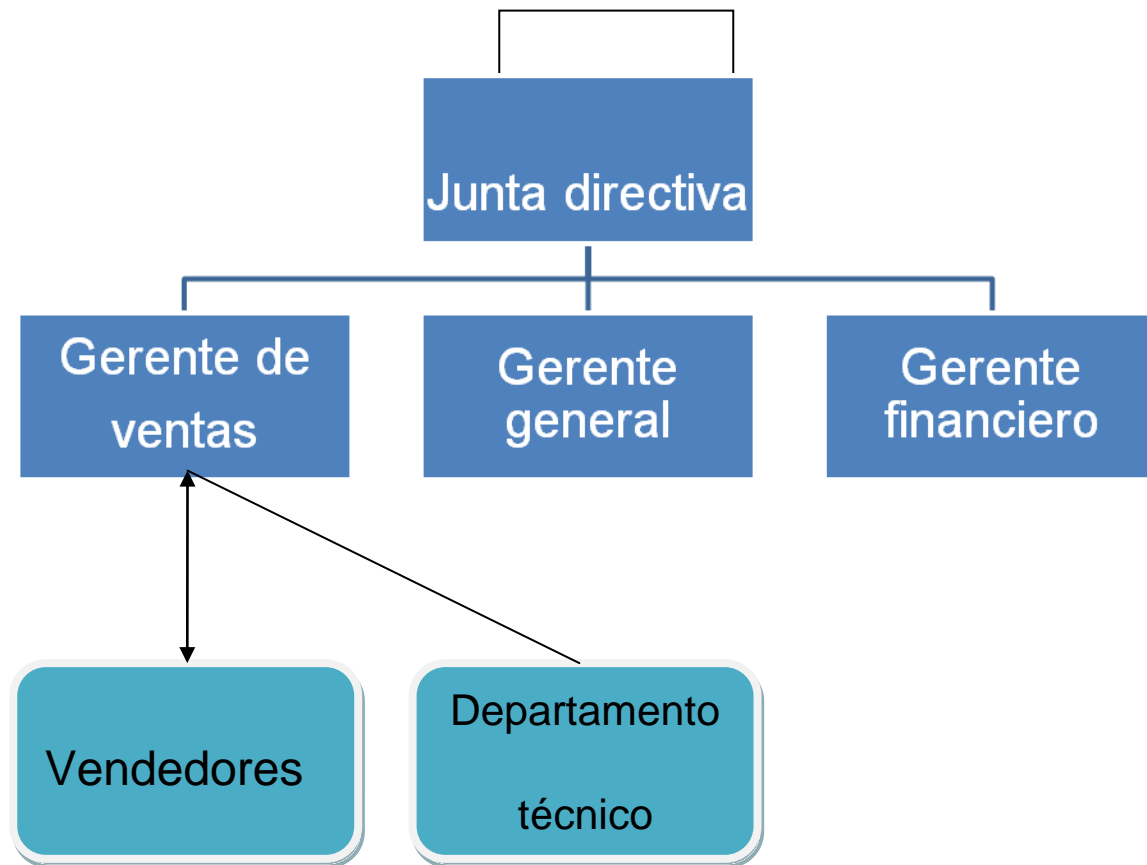 Junta directiva
Gerente de
ventas
Gerente
general
Gerente
financiero
Vendedores
Departamento
técnico